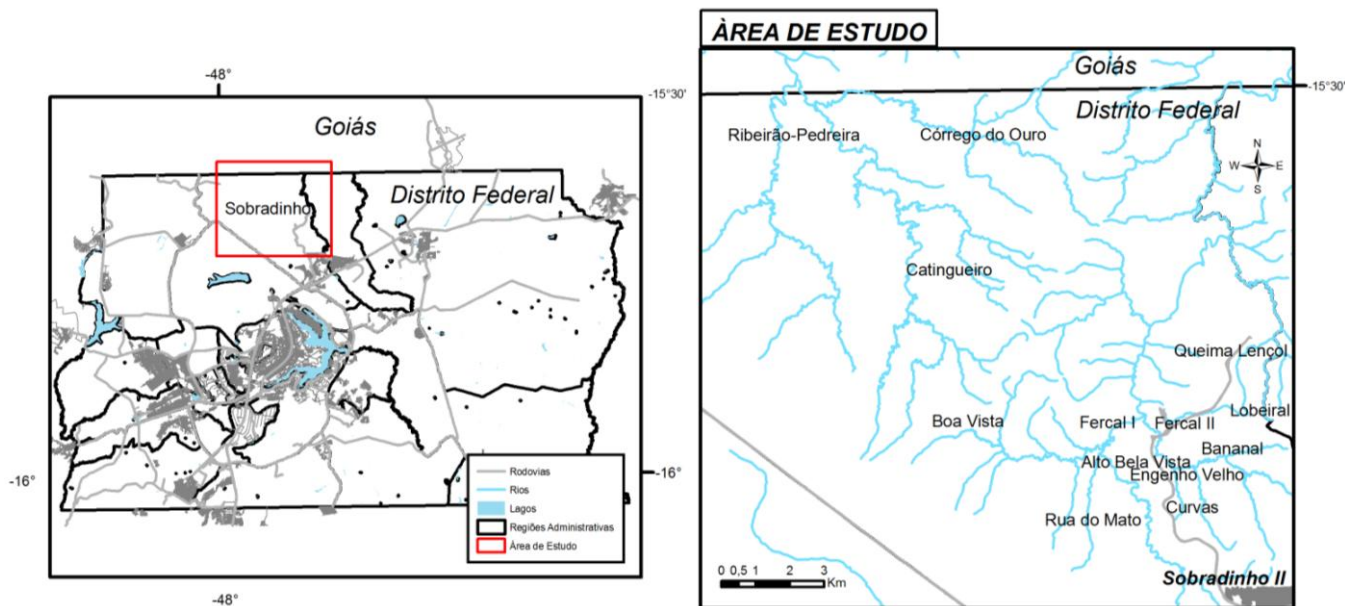 -48°
-15°30'
Goiás
Distrito Federal
Sobradinho
-16°
-16°
Rodovias
Rios
Lagos
Regiões Administrativas
Área de Estudo
-48°
ÀREA DE ESTUDO
Goiás
-15°30'
Distrito Federal
Ribeirão-Pedreira
Córrego do Ouro
N
W E
S
Catingueiro
Queima Lençol
Lobeiral
Boa Vista
Fercal I
Fercal II
Bananal
Alto Bela Vista
Engenho Velho
Curvas
Rua do Mato
Sobradinho II
0 0,5 1 2 3
Km